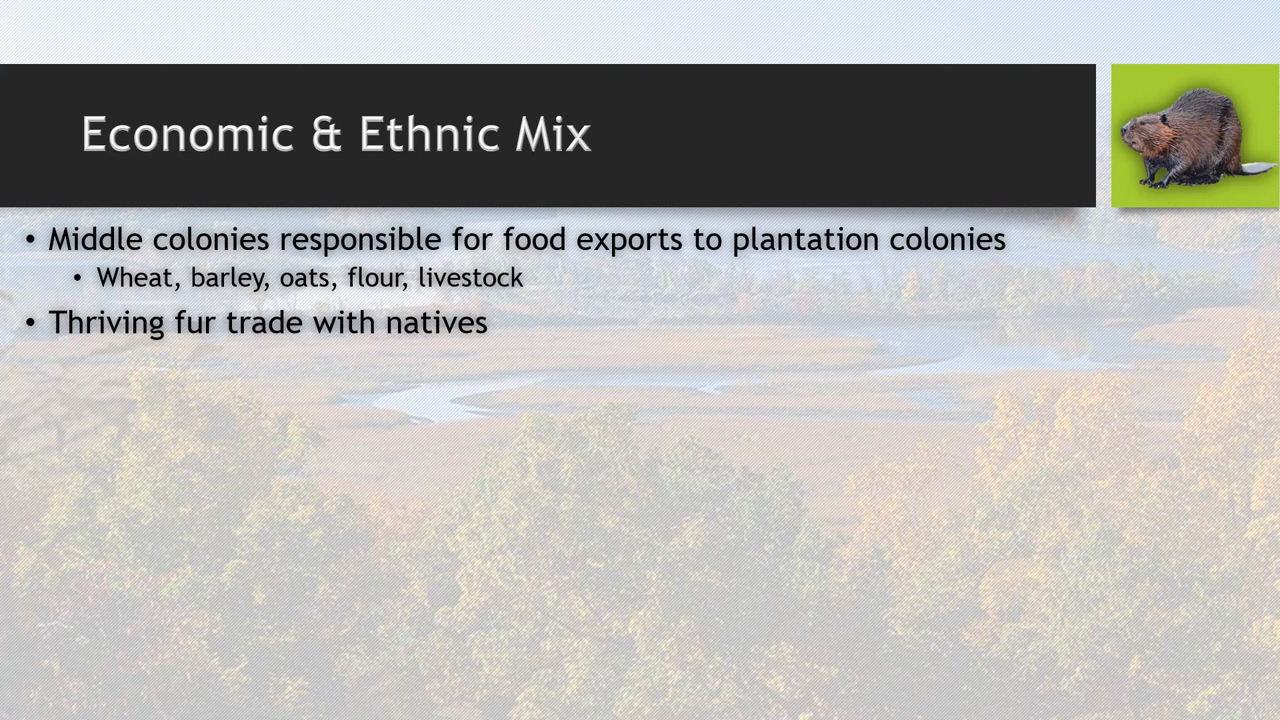 Economic & Ethnic Mix
• Middle colonies responsible for food exports to plantation colonies
• Wheat, barley, oats, flour, livestock
• Thriving fur trade with natives